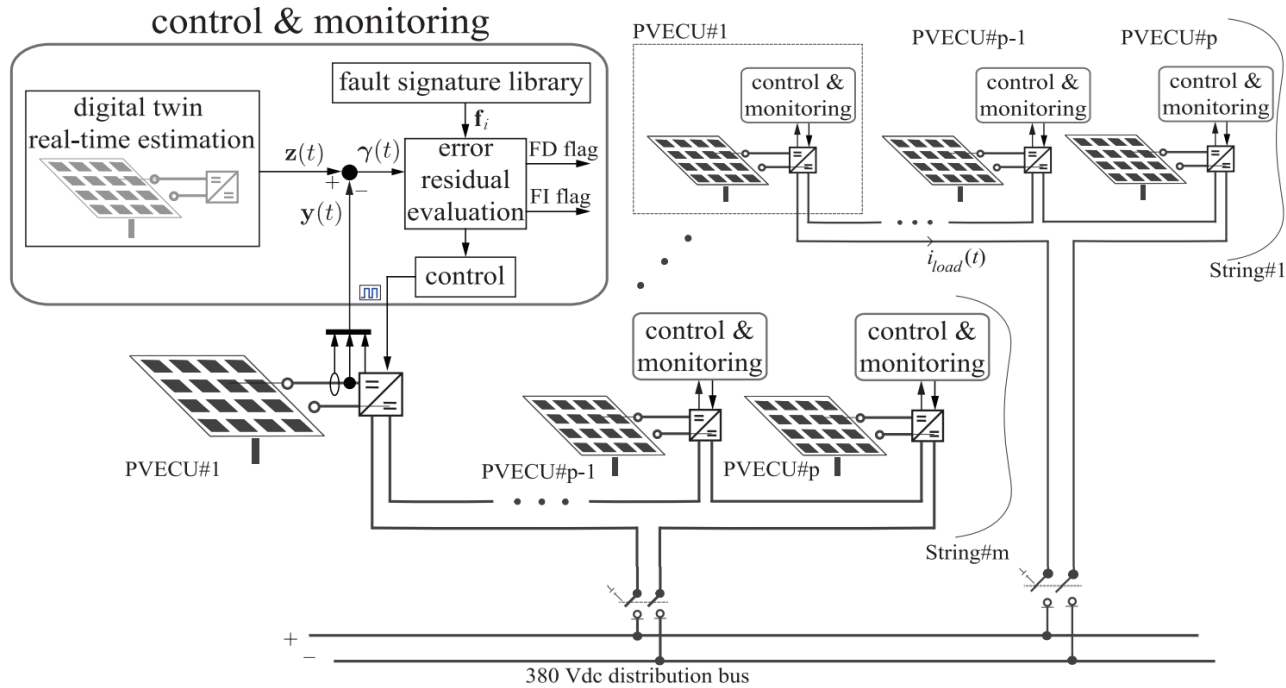 control & monitoring
fault signature library
digital twin
real-time estimation
z(t)
+
−
γ(t)
y(t)
f_i
error
residual
evaluation
FD flag
FI flag
control
PVECU#1
PVECU#1
control &
monitoring
PVECU#p-1
control &
monitoring
PVECU#p
control &
monitoring
• • •
i_load(t)
String#1
control &
monitoring
control &
monitoring
PVECU#p-1
PVECU#p
• • •
String#m
+
−
380 Vdc distribution bus